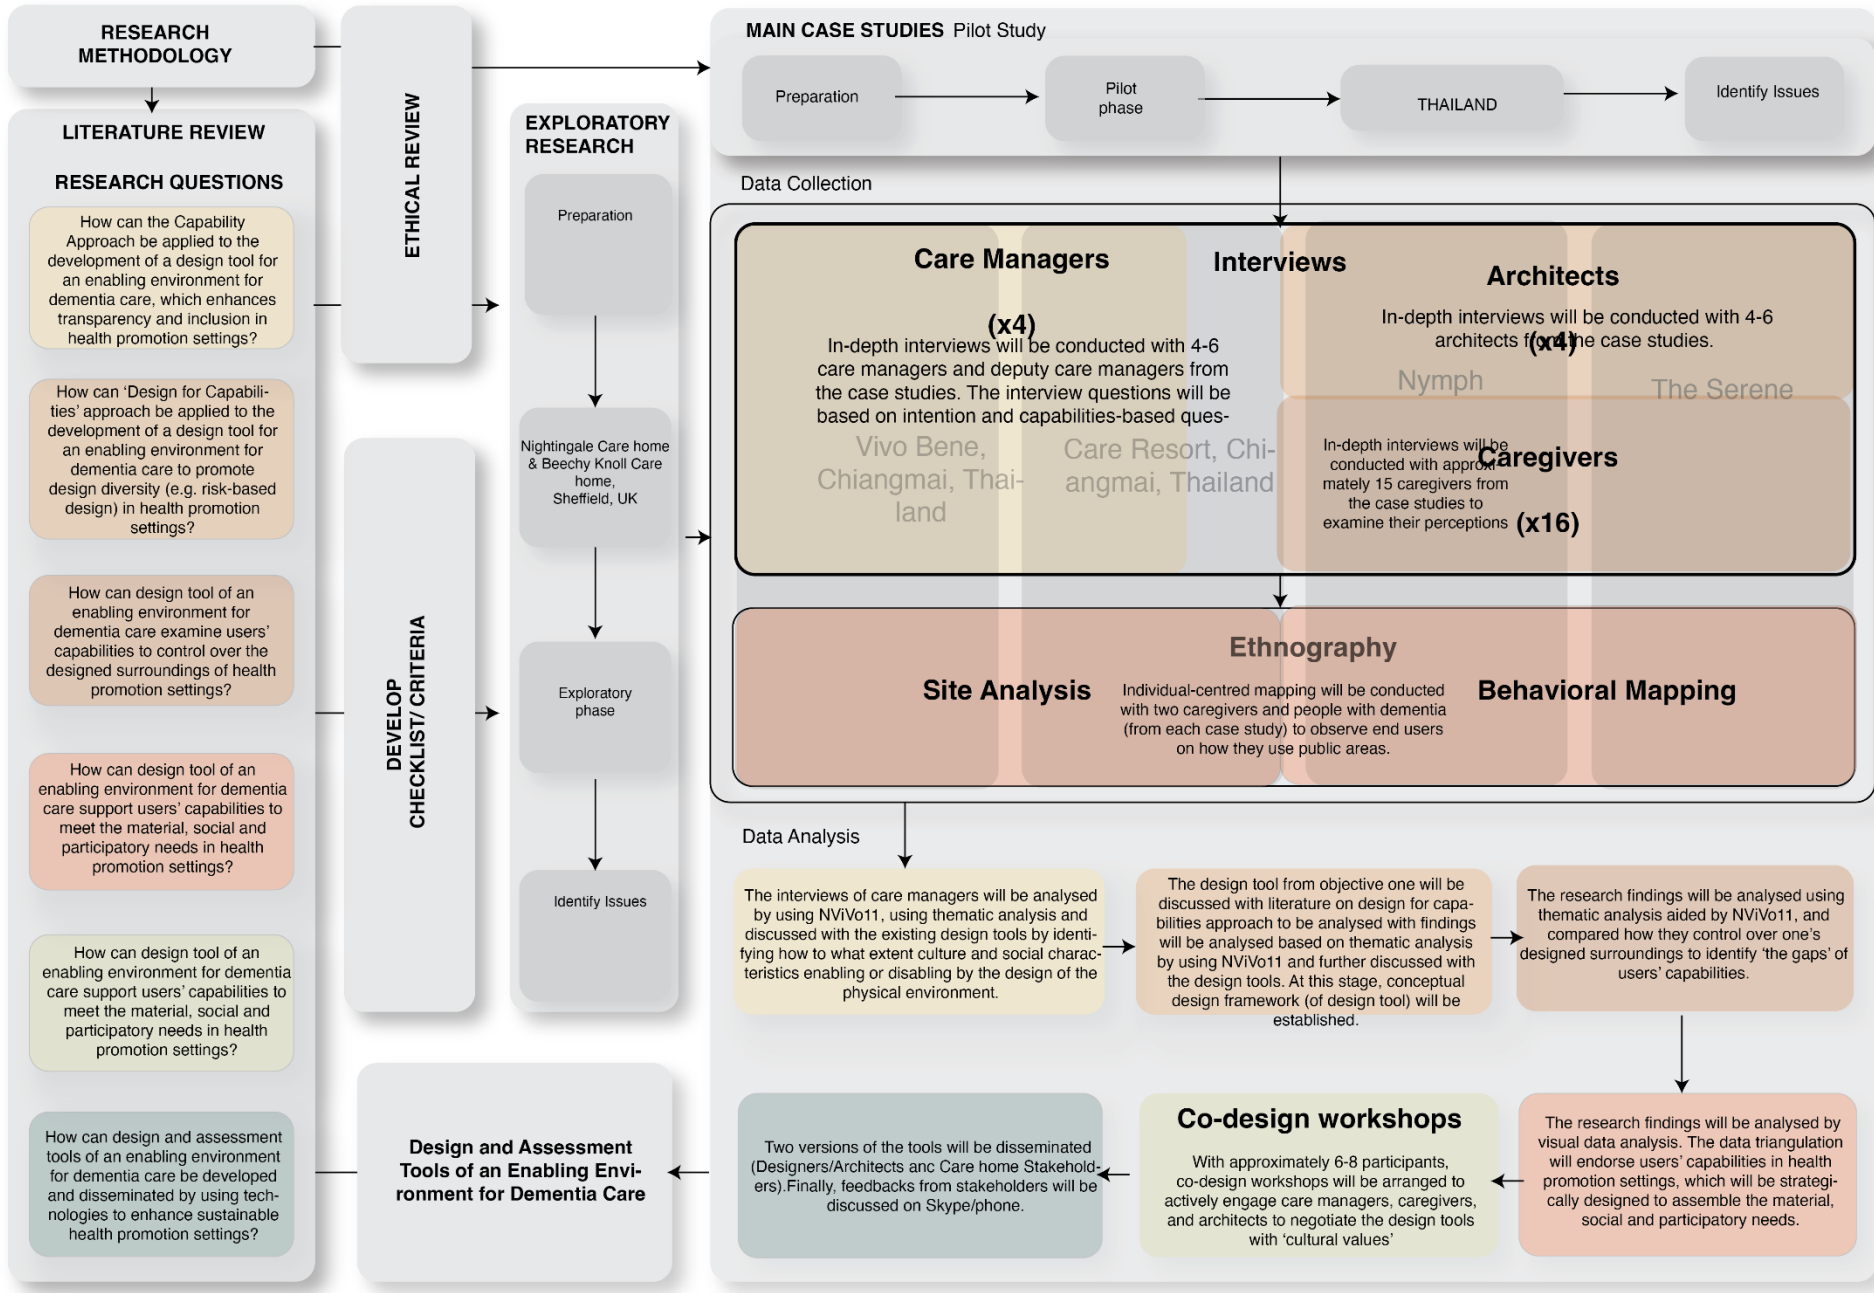 RESEARCH
METHODOLOGY
LITERATURE REVIEW
RESEARCH QUESTIONS
How can the Capability
Approach be applied to the
development of a design tool for
an enabling environment for
dementia care, which enhances
transparency and inclusion in
health promotion settings?
How can ‘Design for Capabili-
ties’ approach be applied to the
development of a design tool for
an enabling environment for
dementia care to promote
design diversity (e.g. risk-based
design) in health promotion
settings?
How can design tool of an
enabling environment for
dementia care examine users’
capabilities to control over the
designed surroundings of health
promotion settings?
How can design tool of an
enabling environment for dementia
care support users’ capabilities to
meet the material, social and
participatory needs in health
promotion settings?
How can design tool of an
enabling environment for dementia
care support users’ capabilities to
meet the material, social and
participatory needs in health
promotion settings?
How can design and assessment
tools of an enabling environment
for dementia care be developed
and disseminated by using tech-
nologies to enhance sustainable
health promotion settings?
ETHICAL REVIEW
DEVELOP
CHECKLIST/ CRITERIA
EXPLORATORY
RESEARCH
Preparation
Nightingale Care home
& Beechy Knoll Care
home,
Sheffield, UK
Exploratory
phase
Identify Issues
Design and Assessment
Tools of an Enabling Envi-
ronment for Dementia Care
MAIN CASE STUDIES Pilot Study
Preparation
Pilot
phase
THAILAND
Identify Issues
Data Collection
Interviews
Care Managers
(x4)
In-depth interviews will be conducted with 4-6
care managers and deputy care managers from
the case studies. The interview questions will be
based on intention and capabilities-based ques-
Vivo Bene,
Chiangmai, Thai-
land
Care Resort, Chi-
angmai, Thailand
Architects
(x4)
In-depth interviews will be conducted with 4-6
architects from the case studies.
Nymph
The Serene
Caregivers
(x16)
In-depth interviews will be
conducted with approxi-
mately 15 caregivers from
the case studies to
examine their perceptions
Ethnography
Site Analysis
Individual-centred mapping will be conducted
with two caregivers and people with dementia
(from each case study) to observe end users
on how they use public areas.
Behavioral Mapping
Data Analysis
The interviews of care managers will be analysed
by using NViVo11, using thematic analysis and
discussed with the existing design tools by identi-
fying how to what extent culture and social charac-
teristics enabling or disabling by the design of the
physical environment.
The design tool from objective one will be
discussed with literature on design for capa-
bilities approach to be analysed with findings
will be analysed based on thematic analysis
by using NViVo11 and further discussed with
the design tools. At this stage, conceptual
design framework (of design tool) will be
established.
The research findings will be analysed using
thematic analysis aided by NViVo11, and
compared how they control over one’s
designed surroundings to identify ‘the gaps’ of
users’ capabilities.
The research findings will be analysed by
visual data analysis. The data triangulation
will endorse users’ capabilities in health
promotion settings, which will be strategi-
cally designed to assemble the material,
social and participatory needs.
Co-design workshops
With approximately 6-8 participants,
co-design workshops will be arranged to
actively engage care managers, caregivers,
and architects to negotiate the design tools
with ‘cultural values’
Two versions of the tools will be disseminated
(Designers/Architects anc Care home Stakehold-
ers).Finally, feedbacks from stakeholders will be
discussed on Skype/phone.